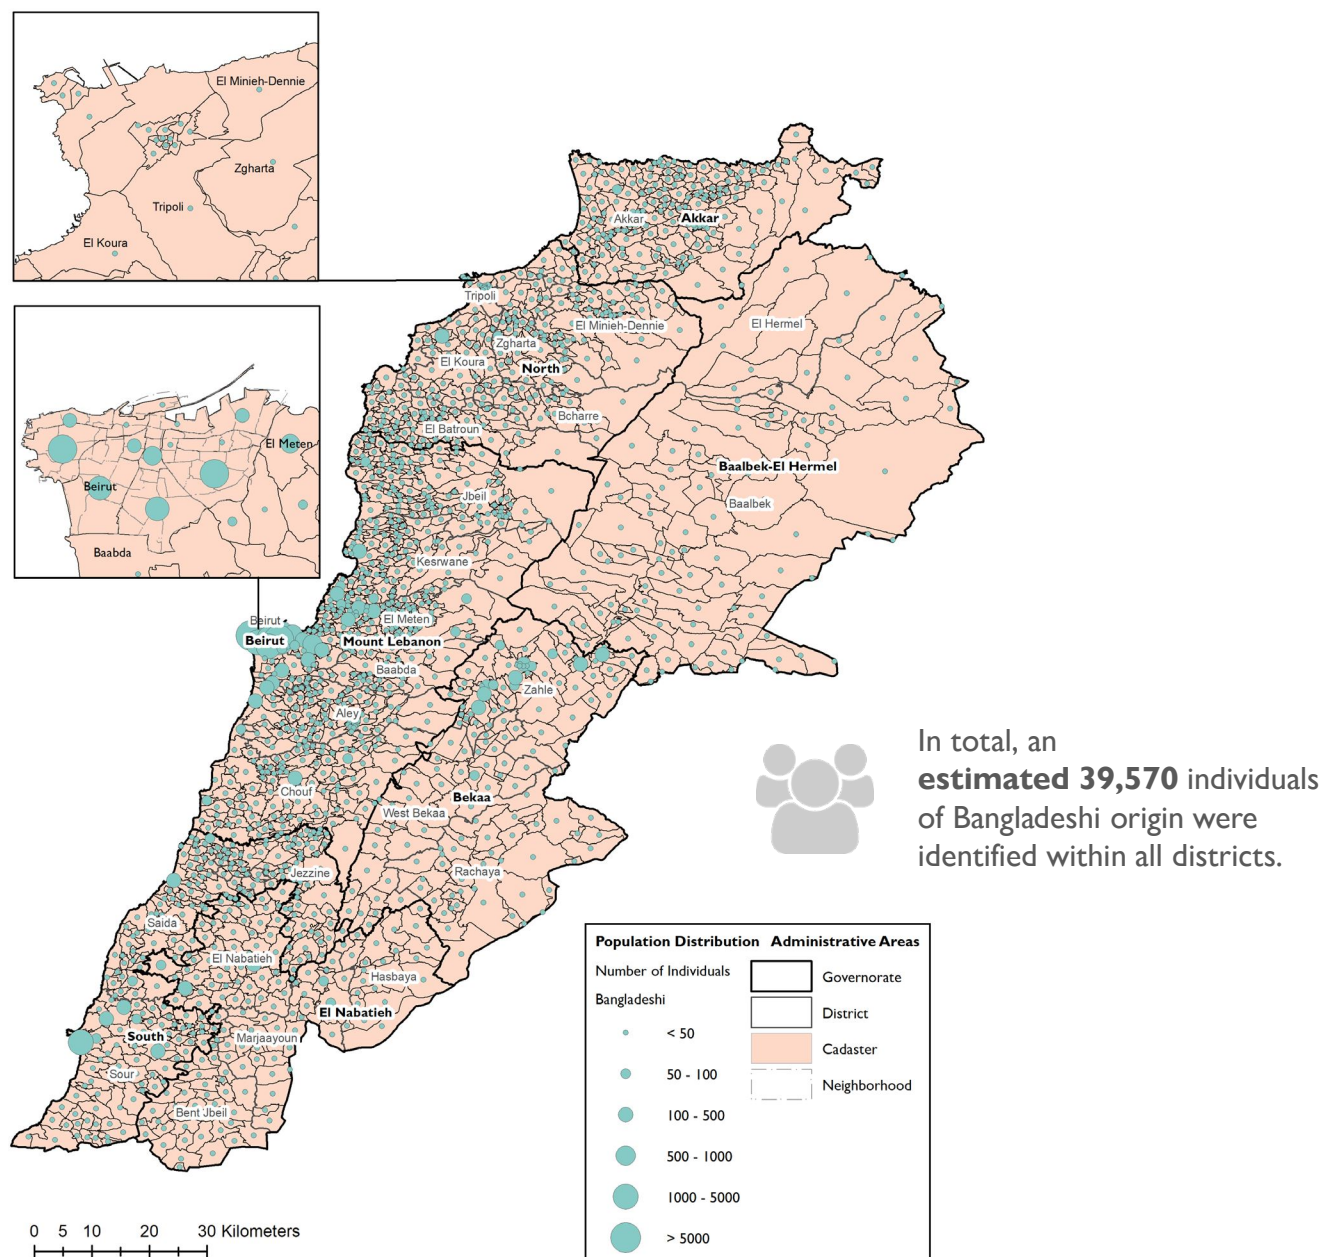 El Minieh-Dennie
Zgharta
Tripoli
El Koura
El Meten
Beirut
Baabda
Akkar
Akkar
Tripoli
El Minieh-Dennie
El Hermel
Zgharta
El Koura
North
Bcharre
El Batroun
Baalbek-El Hermel
Baalbek
Jbeil
Kesrwane
El Meten
Beirut
Beirut
Mount Lebanon
Baabda
Zahle
Aley
Chouf
Bekaa
West Bekaa
Jezzine
Rachaya
Saida
El Nabatieh
Hasbaya
El Nabatieh
South
Marjaayoun
Sour
Bent Jbeil
In total, an
estimated 39,570 individuals
of Bangladeshi origin were
identified within all districts.
Population Distribution Administrative Areas
Number of Individuals
Bangladeshi
< 50
50 - 100
100 - 500
500 - 1000
1000 - 5000
> 5000
Governorate
District
Cadaster
Neighborhood
0 5 10 20 30 Kilometers